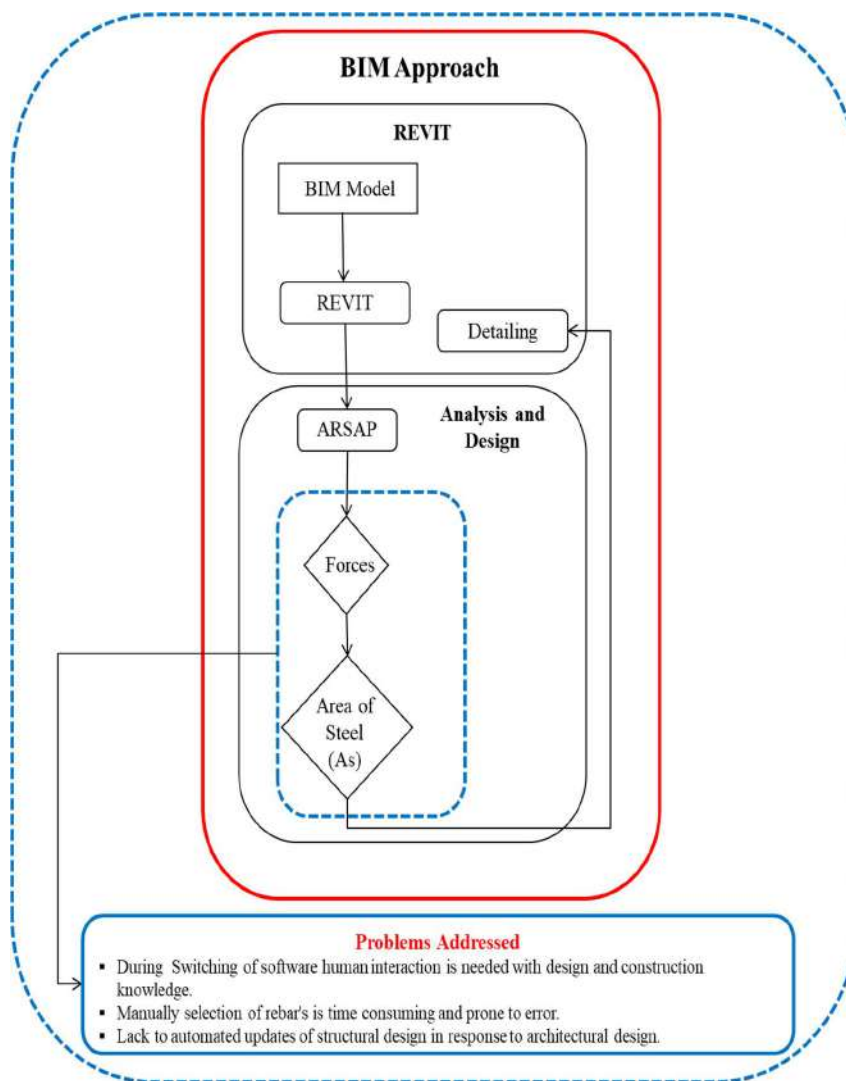 BIM Approach
REVIT
BIM Model
REVIT
Detailing
Analysis and
Design
ARSAP
Forces
Area of
Steel
(As)
Problems Addressed
▪ During Switching of software human interaction is needed with design and construction
knowledge.
▪ Manually selection of rebar's is time consuming and prone to error.
▪ Lack to automated updates of structural design in response to architectural design.